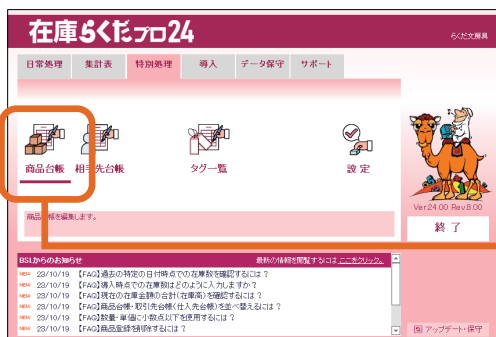 在庫らくだプロ24
らくだ文房具
日常処理 集計表 特別処理 導入 データ保守 サポート
商品台帳 相手先台帳 タグ一覧 設定
商品台帳を編集します。
Ver24.00 Rev8.00
終了
BSLからのお知らせ 最新の情報を閲覧するには ここをクリック。
NEW 23/10/19 【FAQ】過去の特定の日付時点での在庫数を確認するには?
NEW 23/10/19 【FAQ】導入時点での在庫数はどのように入力しますか?
NEW 23/10/19 【FAQ】現在の在庫金額の合計(在庫高)を確認するには?
NEW 23/10/19 【FAQ】商品台帳・取引先台帳(仕入先台帳)を並べ替えるには?
NEW 23/10/19 【FAQ】数量・単価に小数点以下を使用するには?
NEW 23/10/19 【FAQ】商品登録を削除するには?
アップデート・保守